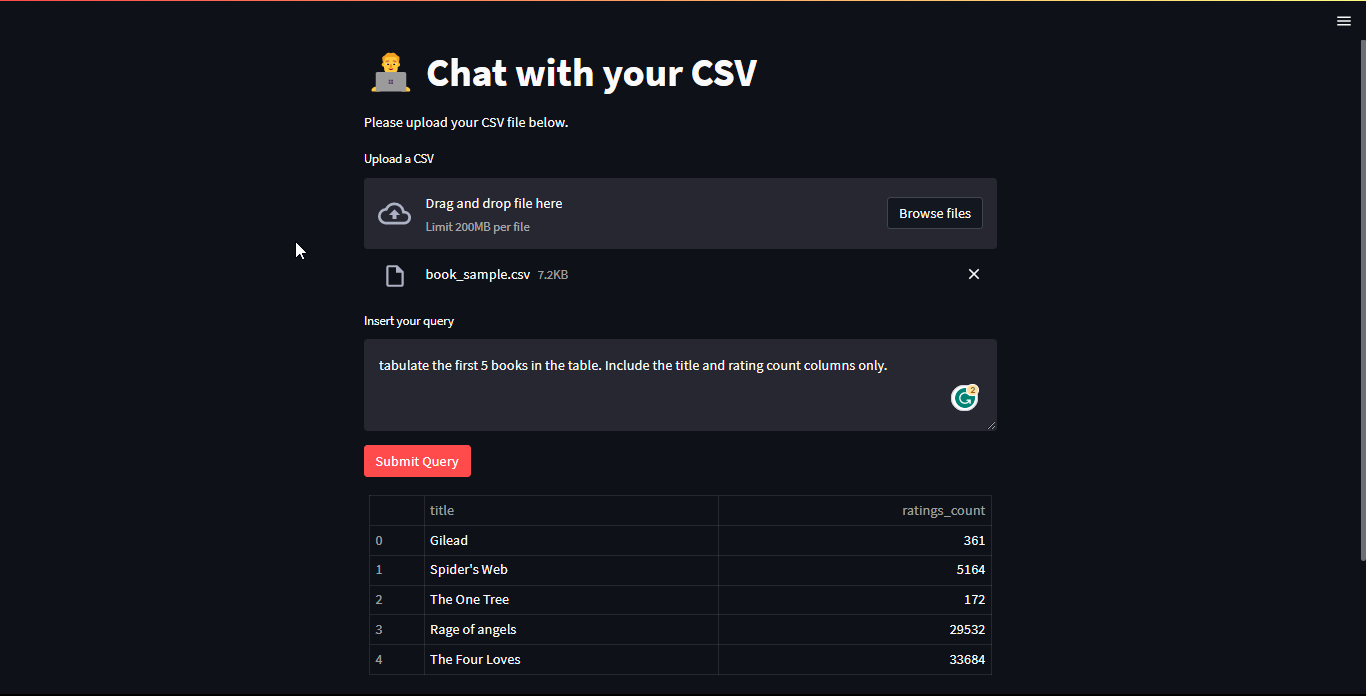 Chat with your CSV
Please upload your CSV file below.
Upload a CSV
Drag and drop file here
Limit 200MB per file
Browse files
book_sample.csv 7.2KB
Insert your query
tabulate the first 5 books in the table. Include the title and rating count columns only.
2
Submit Query
title ratings_count
0 Gilead 361
1 Spider's Web 5164
2 The One Tree 172
3 Rage of angels 29532
4 The Four Loves 33684